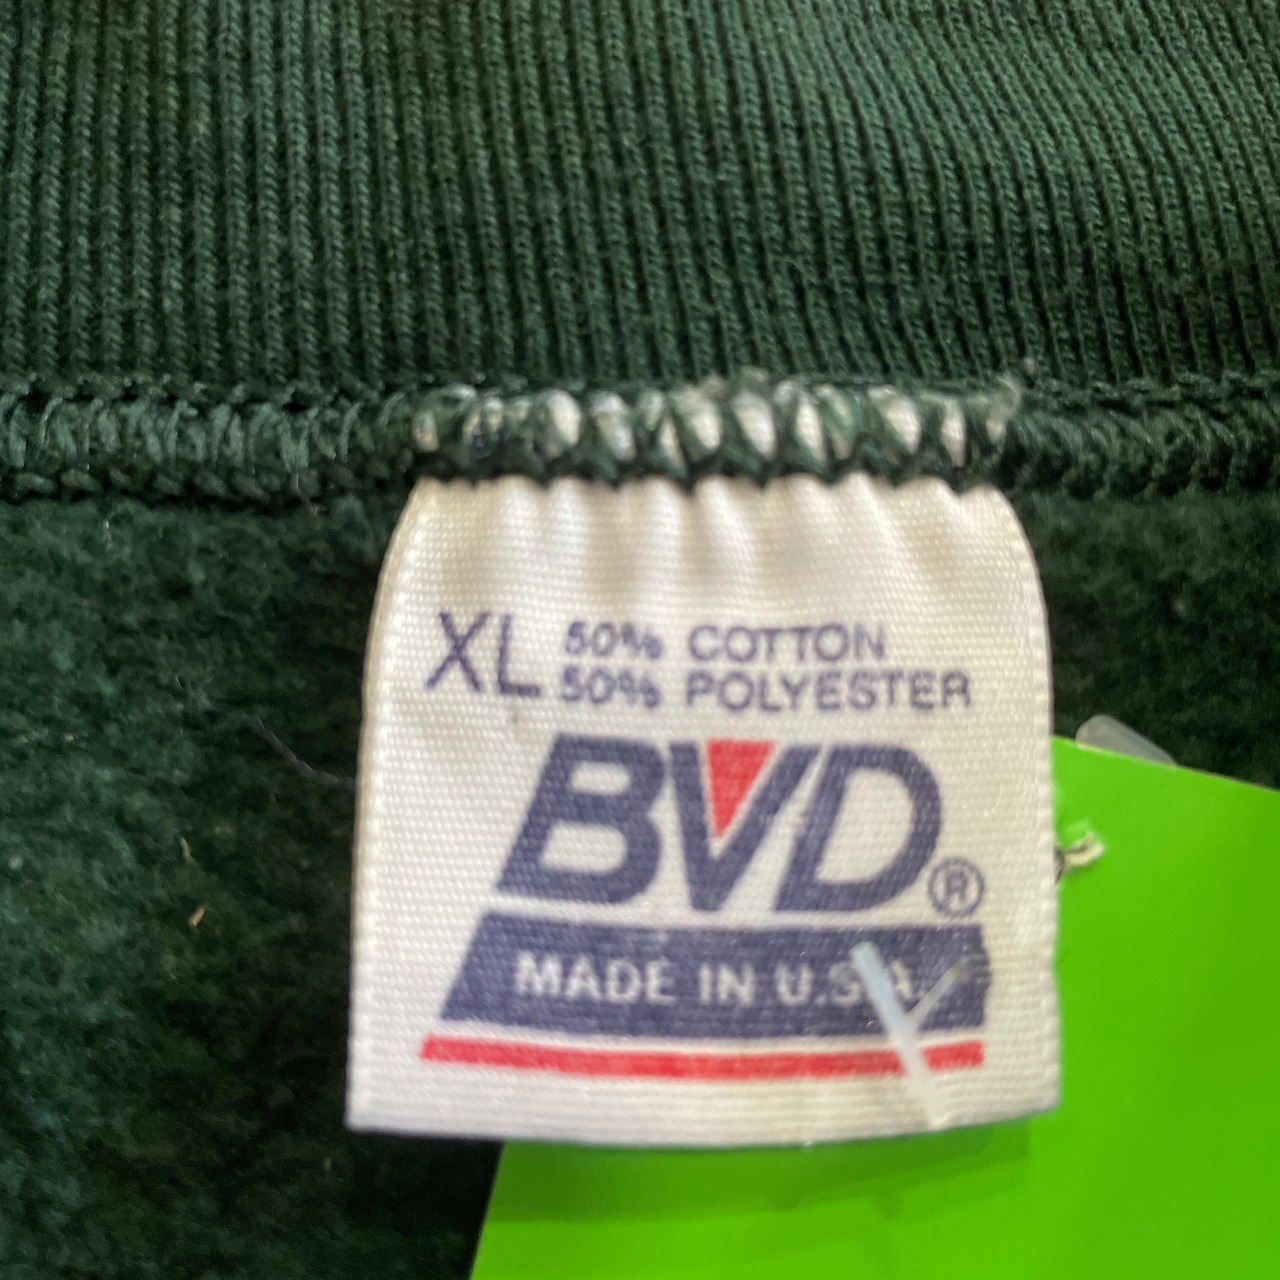 XL 50% COTTON
50% POLYESTER
BVD®
MADE IN U.S.A.